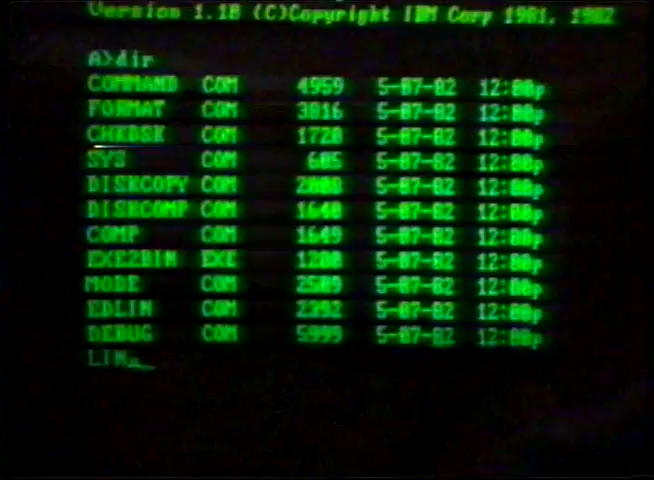 Version 1.10 (C)Copyright IBM Corp 1981, 1982
A>dir
COMMAND COM 4959 5-07-82 12:00p
FORMAT COM 3816 5-07-82 12:00p
CHKDSK COM 1720 5-07-82 12:00p
SYS COM 605 5-07-82 12:00p
DISKCOPY COM 2008 5-07-82 12:00p
DISKCOMP COM 1640 5-07-82 12:00p
COMP COM 1649 5-07-82 12:00p
EXE2BIN EXE 1280 5-07-82 12:00p
MODE COM 2509 5-07-82 12:00p
EDLIN COM 2392 5-07-82 12:00p
DEBUG COM 5999 5-07-82 12:00p
LIN